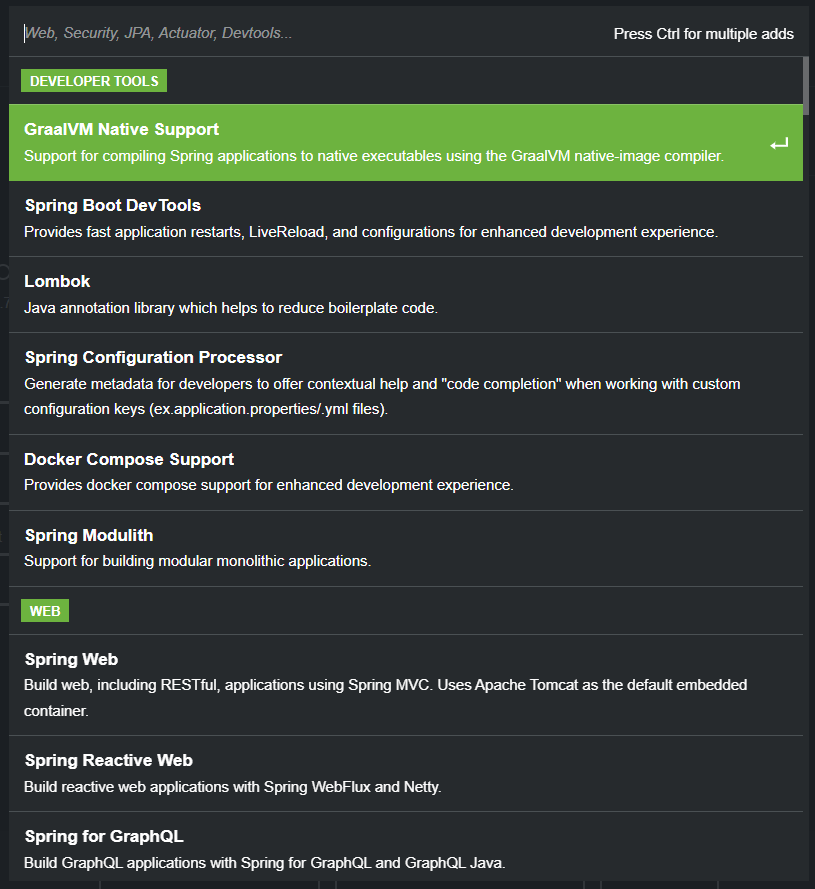 Web, Security, JPA, Actuator, Devtools...
Press Ctrl for multiple adds
DEVELOPER TOOLS
GraalVM Native Support
Support for compiling Spring applications to native executables using the GraalVM native-image compiler.
Spring Boot DevTools
Provides fast application restarts, LiveReload, and configurations for enhanced development experience.
Lombok
Java annotation library which helps to reduce boilerplate code.
Spring Configuration Processor
Generate metadata for developers to offer contextual help and "code completion" when working with custom
configuration keys (ex.application.properties/.yml files).
Docker Compose Support
Provides docker compose support for enhanced development experience.
Spring Modulith
Support for building modular monolithic applications.
WEB
Spring Web
Build web, including RESTful, applications using Spring MVC. Uses Apache Tomcat as the default embedded
container.
Spring Reactive Web
Build reactive web applications with Spring WebFlux and Netty.
Spring for GraphQL
Build GraphQL applications with Spring for GraphQL and GraphQL Java.